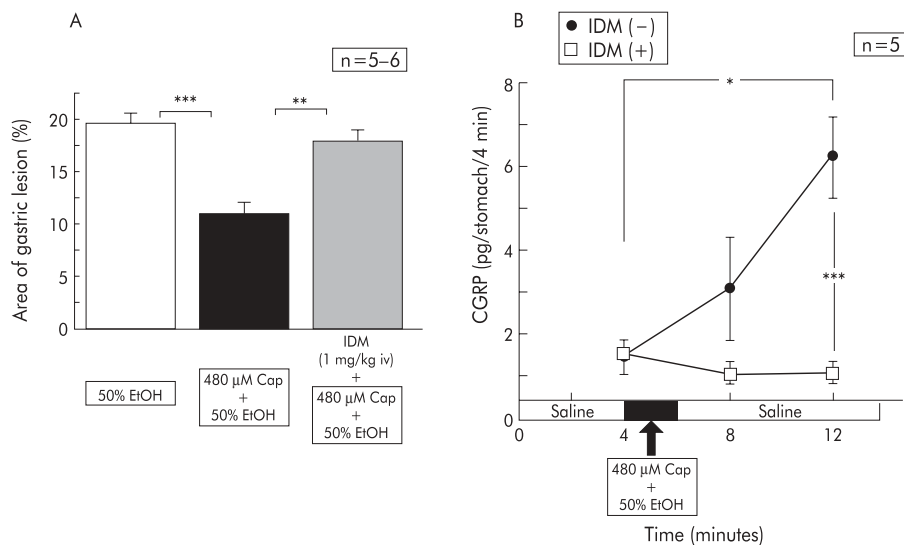 A
n=5–6
Area of gastric lesion (%)
20
17.5
10
5
0
***
**
50% EtOH
480 µM Cap
+
50% EtOH
IDM
(1 mg/kg iv)
+
480 µM Cap
+
50% EtOH
B
IDM (−)
IDM (+)
n=5
CGRP (pg/stomach/4 min)
8
6
4
2
0
*
***
Saline
Saline
0 4 8 12
480 µM Cap
+
50% EtOH
Time (minutes)